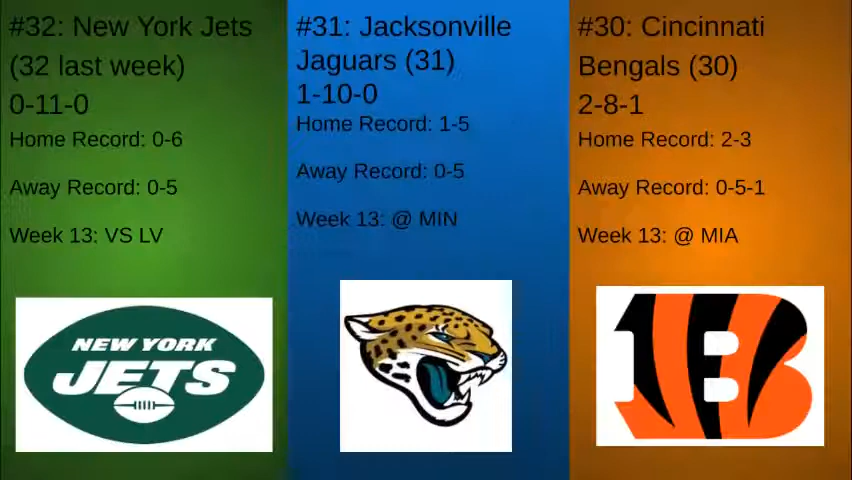 #32: New York Jets
(32 last week)
0-11-0
Home Record: 0-6
Away Record: 0-5
Week 13: VS LV
NEW YORK
JETS
#31: Jacksonville
Jaguars (31)
1-10-0
Home Record: 1-5
Away Record: 0-5
Week 13: @ MIN
#30: Cincinnati
Bengals (30)
2-8-1
Home Record: 2-3
Away Record: 0-5-1
Week 13: @ MIA
B